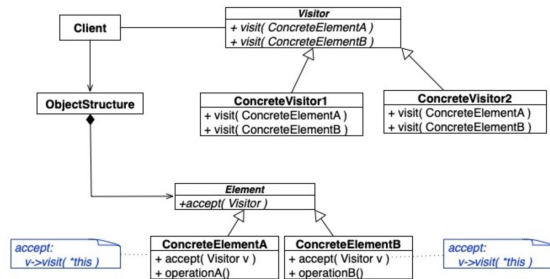 Visitor
+ visit( ConcreteElementA )
+ visit( ConcreteElementB )
Client
ObjectStructure
ConcreteVisitor1
+ visit( ConcreteElementA )
+ visit( ConcreteElementB )
ConcreteVisitor2
+ visit( ConcreteElementA )
+ visit( ConcreteElementB )
Element
+accept( Visitor )
accept:
v->visit( *this )
ConcreteElementA
+ accept( Visitor v )
+ operationA()
ConcreteElementB
+ accept( Visitor v )
+ operationB()
accept:
v->visit( *this )